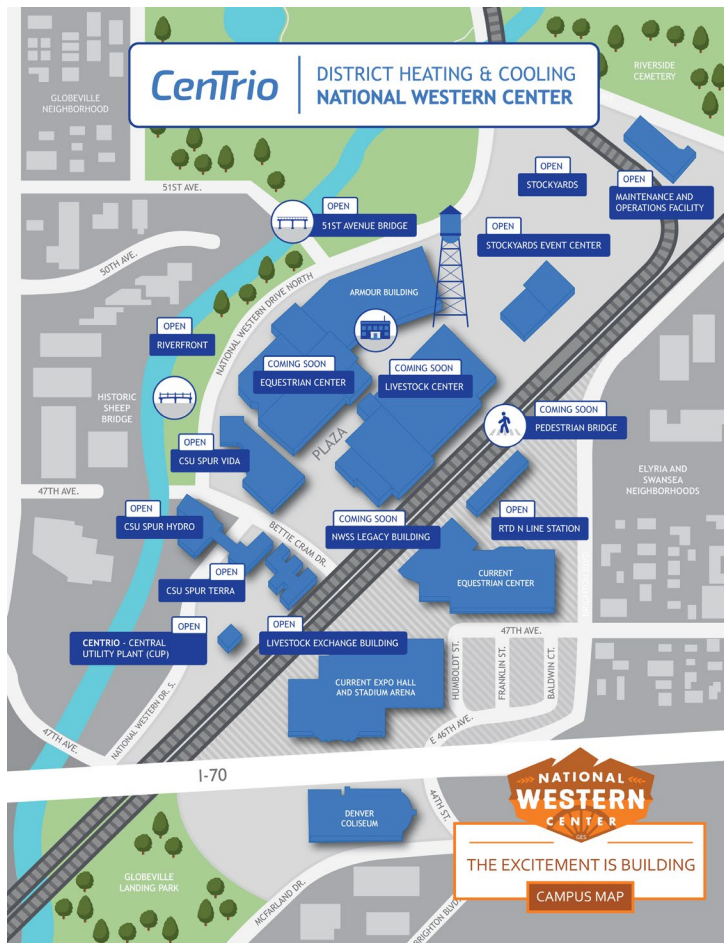 CenTrio
DISTRICT HEATING & COOLING
NATIONAL WESTERN CENTER
GLOBEVILLE
NEIGHBORHOOD
RIVERSIDE
CEMETERY
51ST AVE.
OPEN
51ST AVENUE BRIDGE
OPEN
STOCKYARDS
OPEN
MAINTENANCE AND
OPERATIONS FACILITY
OPEN
STOCKYARDS EVENT CENTER
50TH AVE.
NATIONAL WESTERN DRIVE NORTH
ARMOUR BUILDING
OPEN
RIVERFRONT
COMING SOON
EQUESTRIAN CENTER
COMING SOON
LIVESTOCK CENTER
HISTORIC
SHEEP
BRIDGE
PLAZA
COMING SOON
PEDESTRIAN BRIDGE
OPEN
CSU SPUR VIDA
ELYRIA AND
SWANSEA
NEIGHBORHOODS
47TH AVE.
OPEN
CSU SPUR HYDRO
BETTIE CRAM DR.
COMING SOON
NWSS LEGACY BUILDING
OPEN
RTD N LINE STATION
OPEN
CSU SPUR TERRA
CURRENT
EQUESTRIAN CENTER
OPEN
CENTRIO - CENTRAL
UTILITY PLANT (CUP)
OPEN
LIVESTOCK EXCHANGE BUILDING
47TH AVE.
HUMBOLDT ST.
FRANKLIN ST.
BALDWIN CT.
CURRENT EXPO HALL
AND STADIUM ARENA
NATIONAL WESTERN DR. S.
47TH AVE.
E 46TH AVE.
I-70
44TH ST.
DENVER
COLISEUM
GLOBEVILLE
LANDING PARK
MCFARLAND DR.
BRIGHTON BLVD
NATIONAL
WESTERN
CENTER
GES
THE EXCITEMENT IS BUILDING
CAMPUS MAP